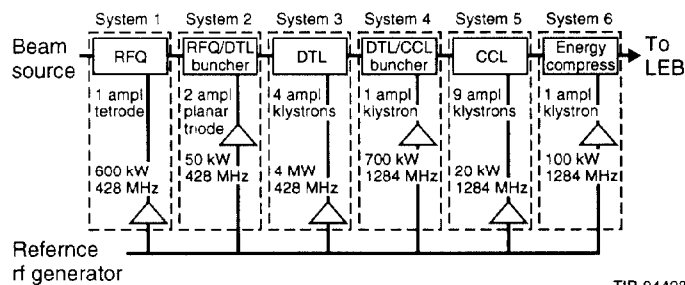 System 1 System 2 System 3 System 4 System 5 System 6
Beam
source
RFQ
RFQ/DTL
buncher
DTL
DTL/CCL
buncher
CCL
Energy
compress
To
LEB
1 ampl
tetrode
2 ampl
planar
triode
4 ampl
klystrons
1 ampl
klystron
9 ampl
klystrons
1 ampl
klystron
600 kW
428 MHz
50 kW
428 MHz
4 MW
428 MHz
700 kW
1284 MHz
20 kW
1284 MHz
100 kW
1284 MHz
Refernce
rf generator